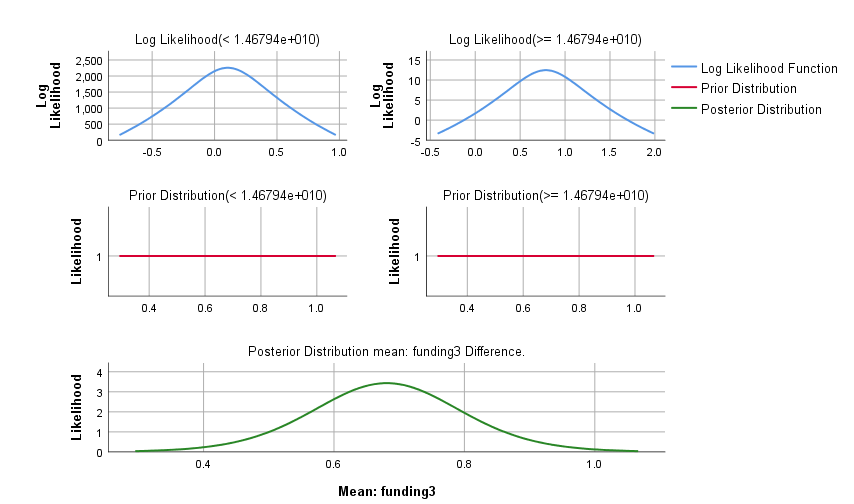 Log Likelihood(< 1.46794e+010)
Log Likelihood(>= 1.46794e+010)
Log Likelihood
2,500
2,000
1,500
1,000
500
0
-0.5
0.0
0.5
1.0
Log Likelihood
15
10
5
0
-5
-0.5
0.0
0.5
1.0
1.5
2.0
Log Likelihood Function
Prior Distribution
Posterior Distribution
Prior Distribution(< 1.46794e+010)
Prior Distribution(>= 1.46794e+010)
Likelihood
1
0.4
0.6
0.8
1.0
Likelihood
1
0.4
0.6
0.8
1.0
Posterior Distribution mean: funding3 Difference.
Likelihood
4
3
2
1
0
0.4
0.6
0.8
1.0
Mean: funding3